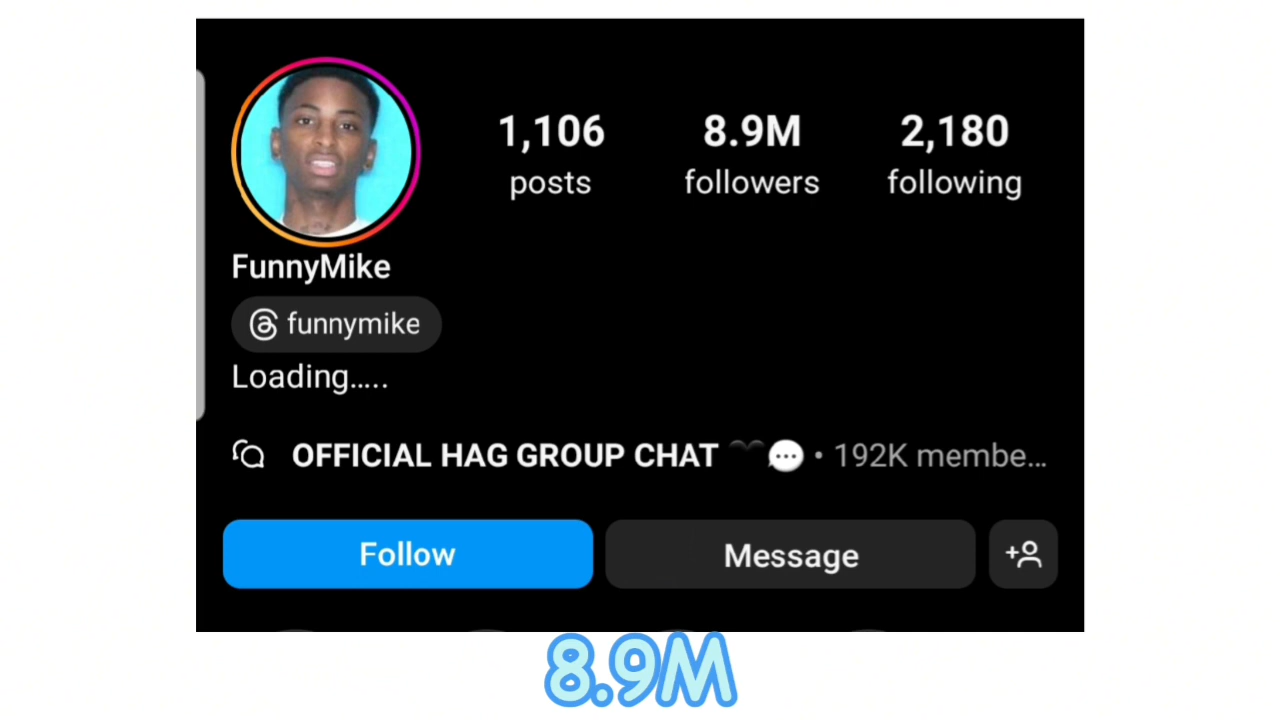 1,106 8.9M 2,180
posts followers following
FunnyMike
funnymike
Loading.....
OFFICIAL HAG GROUP CHAT 🖤💬 • 192K membe...
Follow Message
8.9M